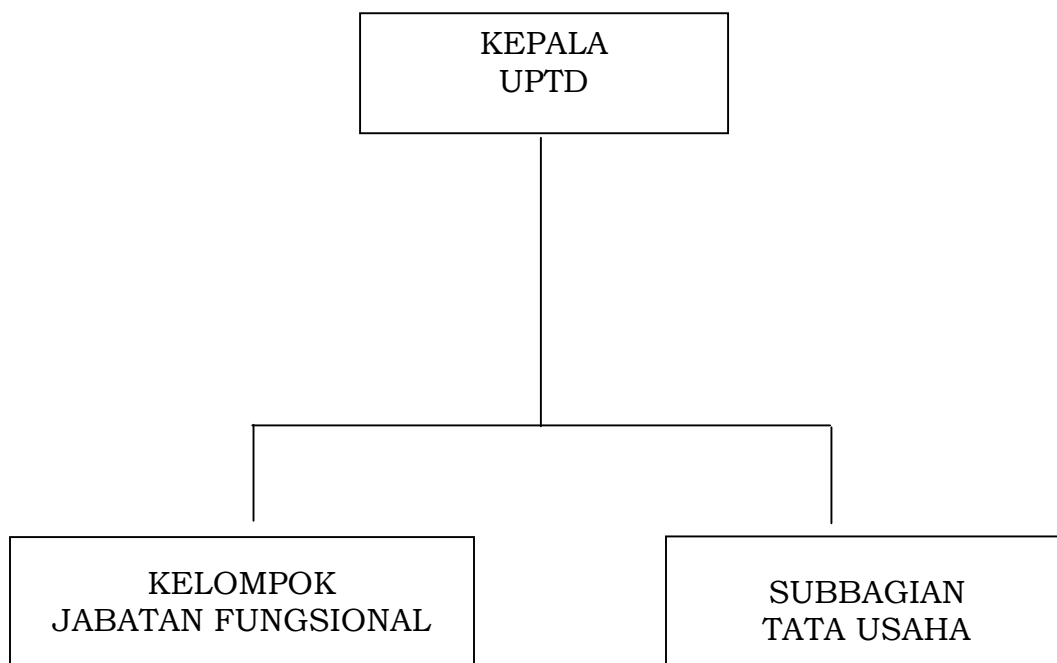 KEPALA
UPTD
KELOMPOK
JABATAN FUNGSIONAL
SUBBAGIAN
TATA USAHA